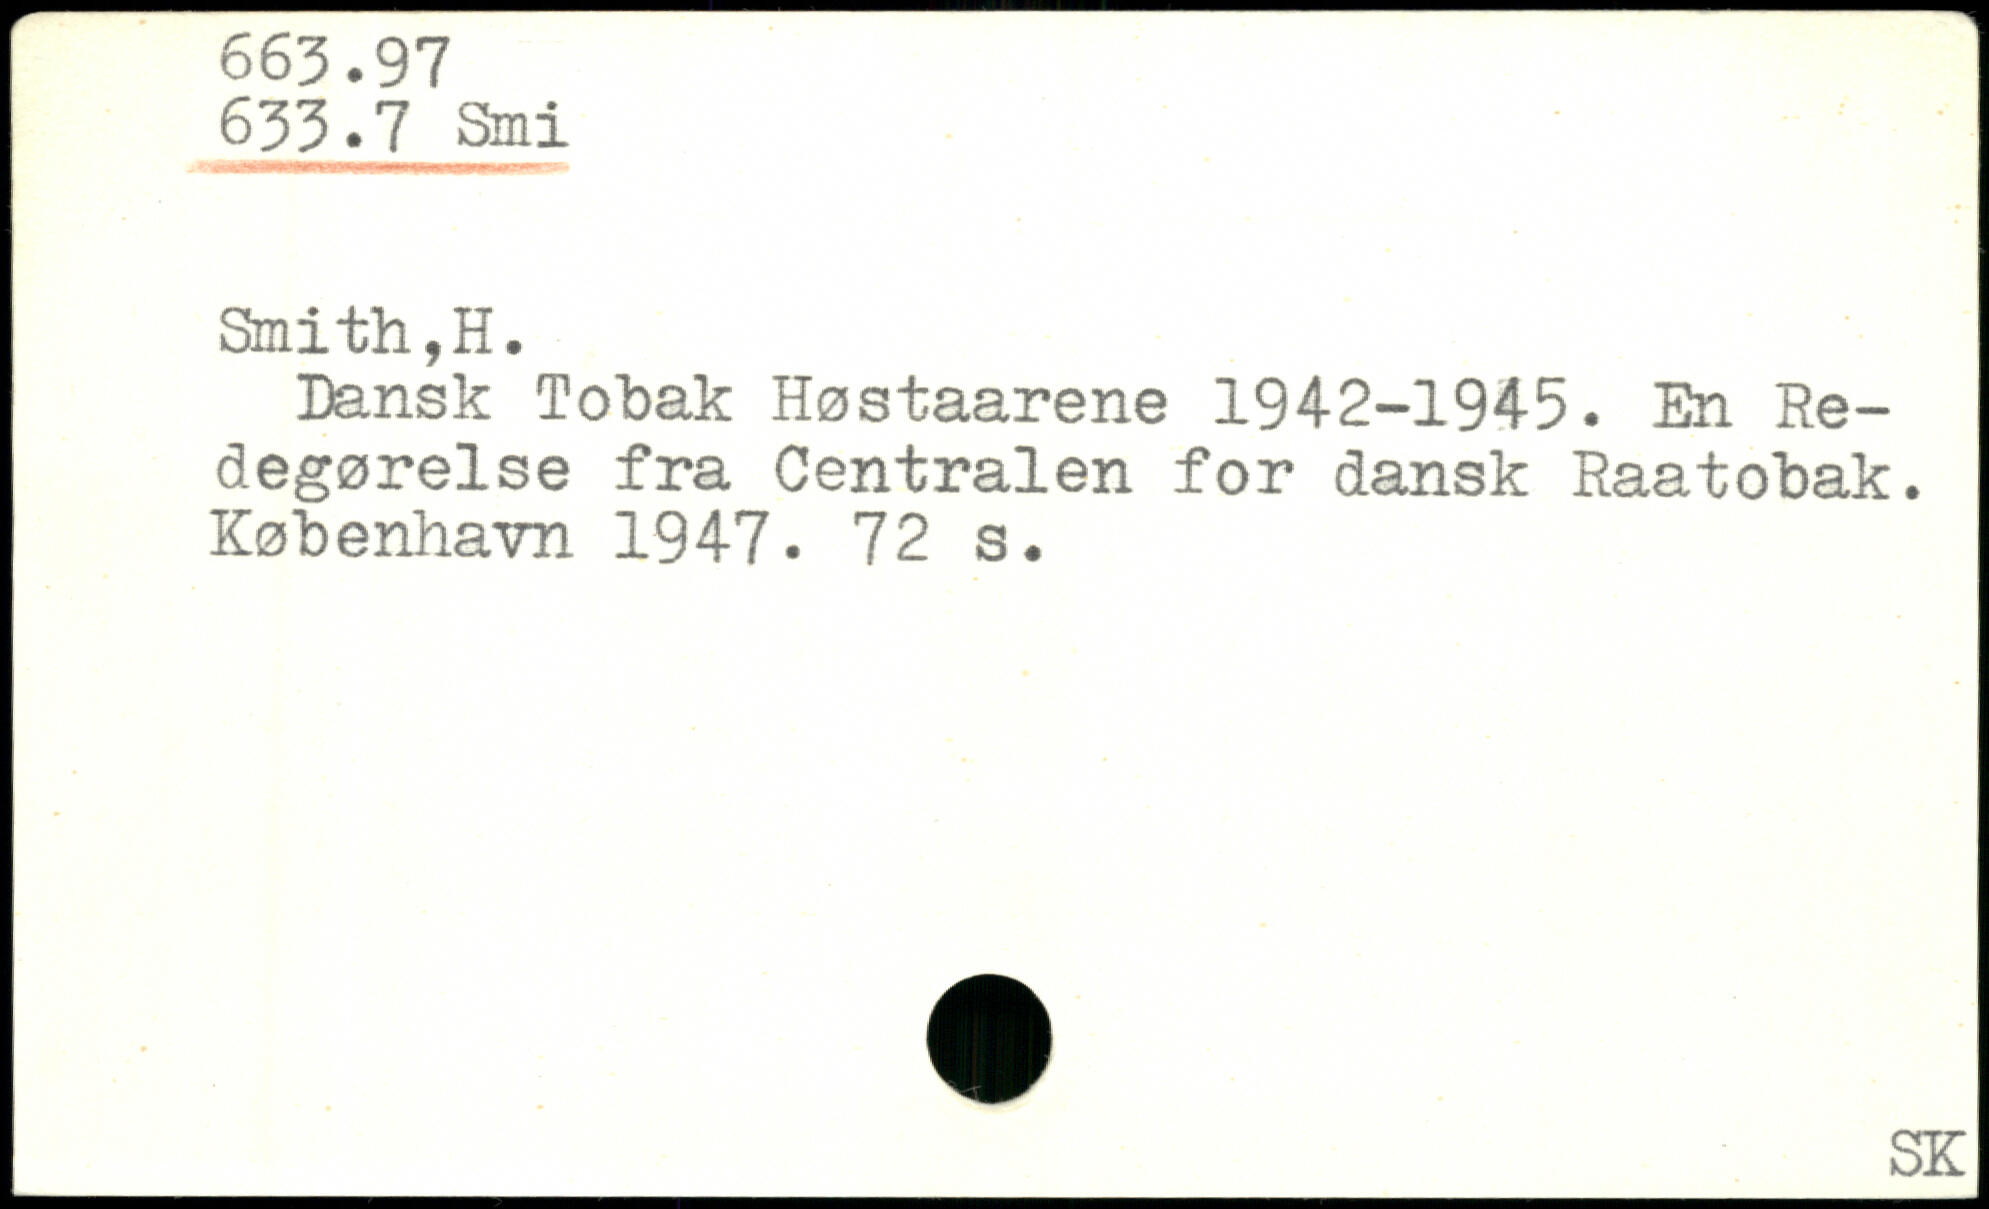 663.97
633.7 Smi
Smith,H.
Dansk Tobak Høstaarene 1942-1945. En Re-
degørelse fra Centralen for dansk Raatobak.
København 1947. 72 s.
SK